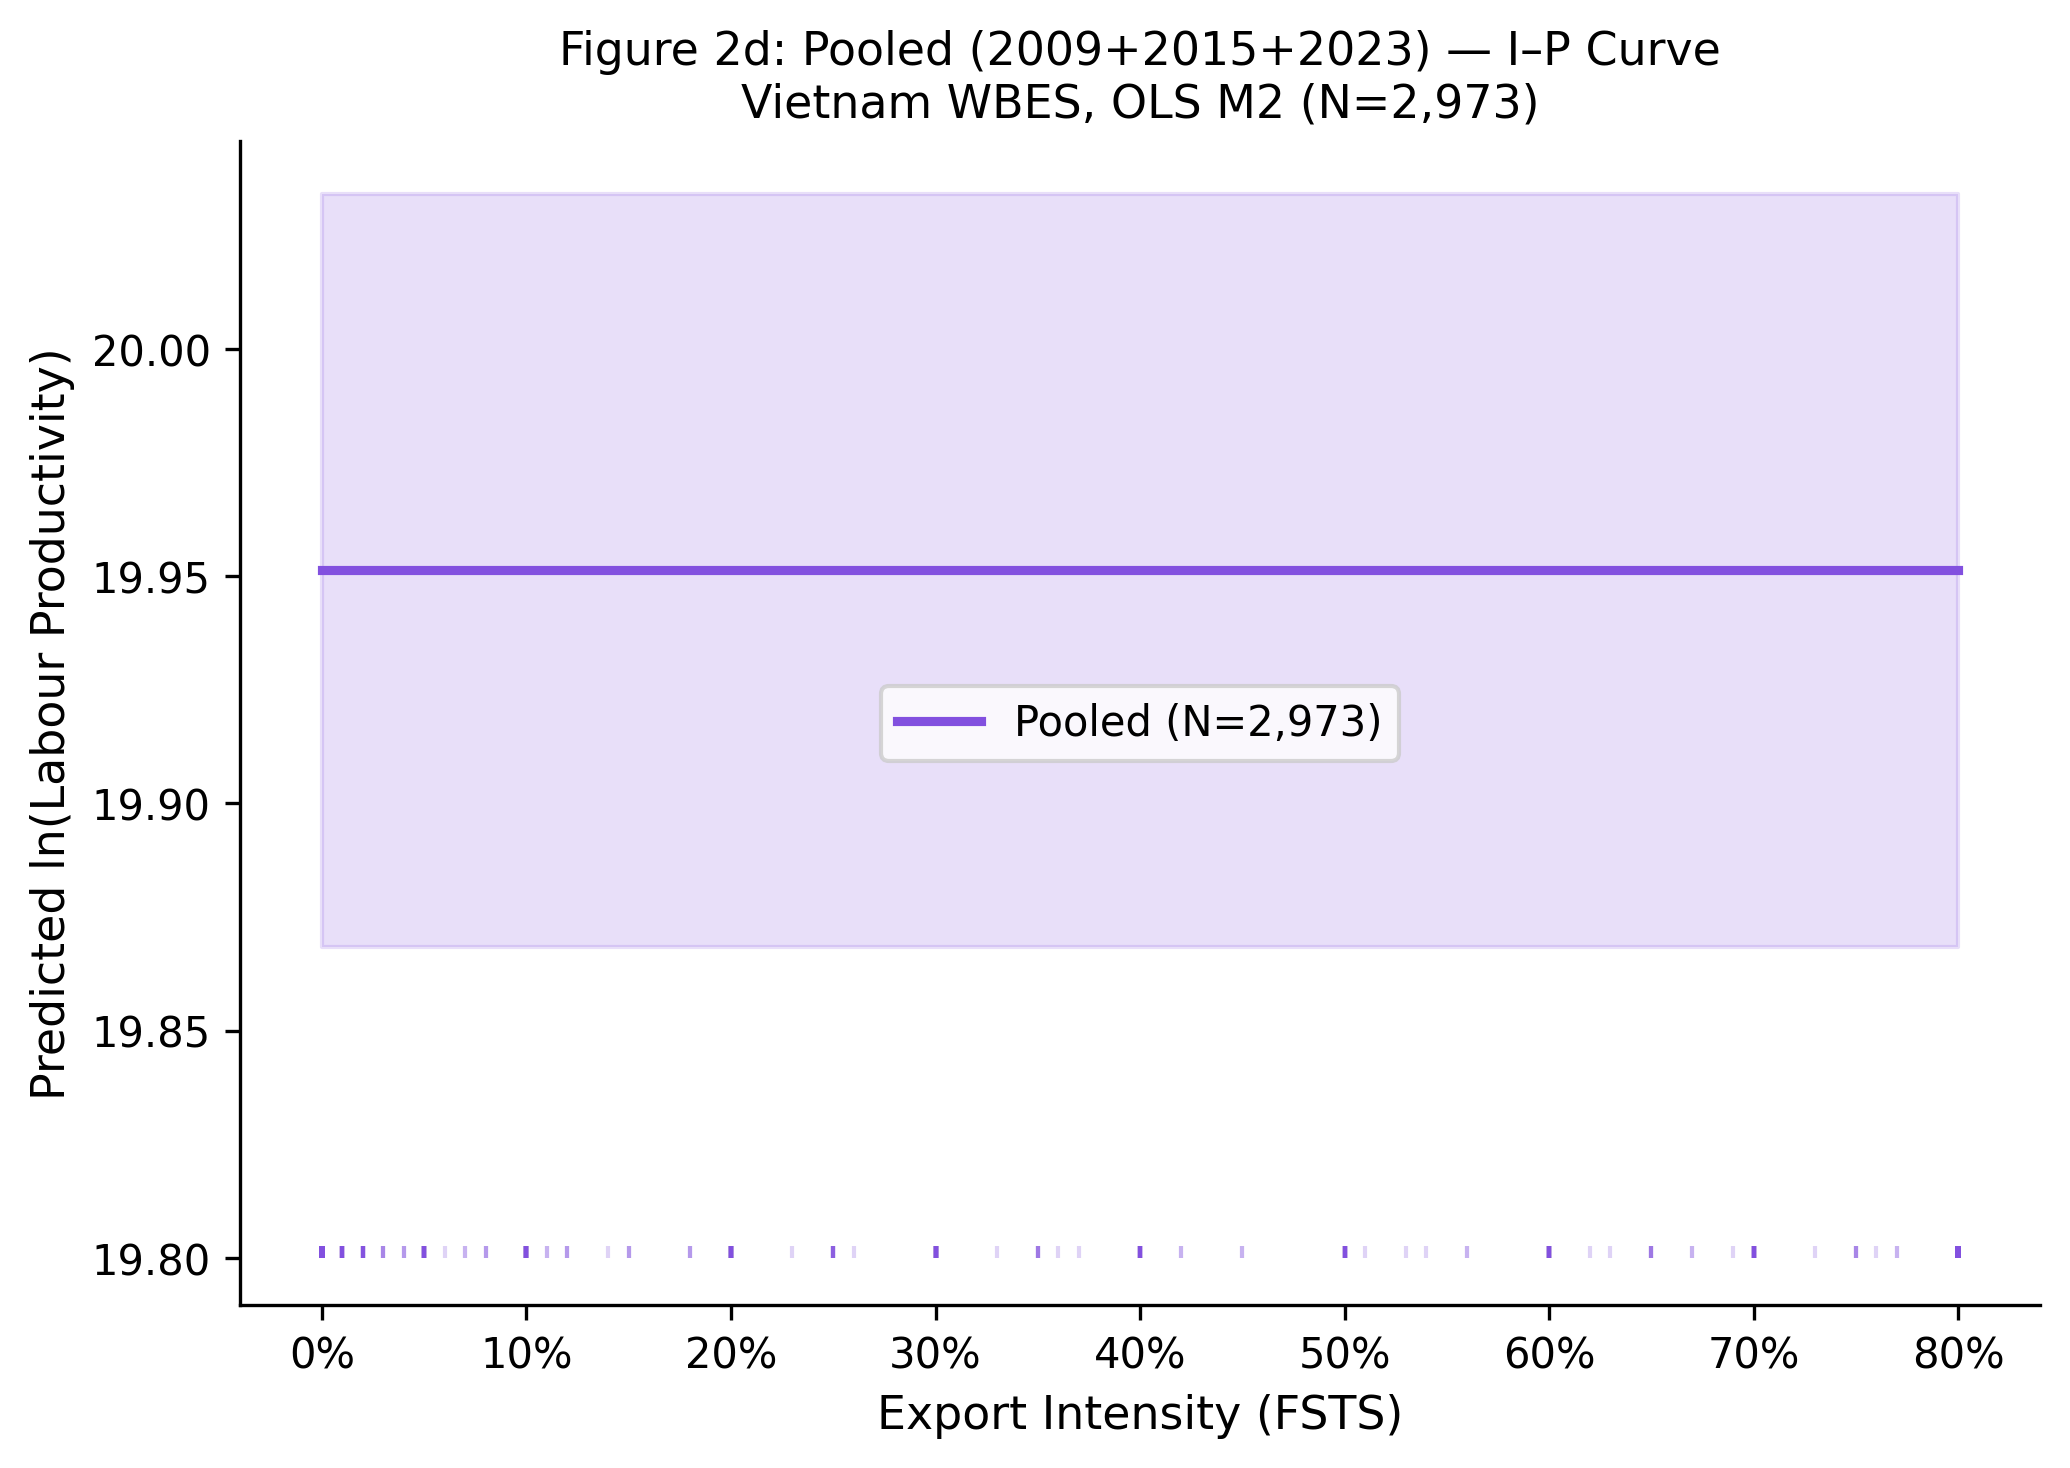 Figure 2d: Pooled (2009+2015+2023) — I–P Curve
Vietnam WBES, OLS M2 (N=2,973)
Predicted ln(Labour Productivity)
20.00
19.95
19.90
19.85
19.80
Pooled (N=2,973)
0% 10% 20% 30% 40% 50% 60% 70% 80%
Export Intensity (FSTS)